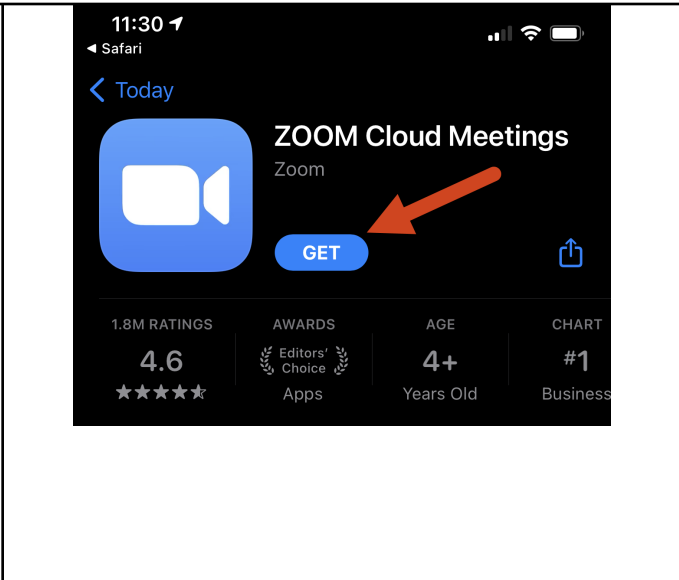 11:30
Safari
Today
ZOOM Cloud Meetings
Zoom
GET
1.8M RATINGS
4.6
AWARDS
Editors'
Choice
Apps
AGE
4+
Years Old
CHART
#1
Business